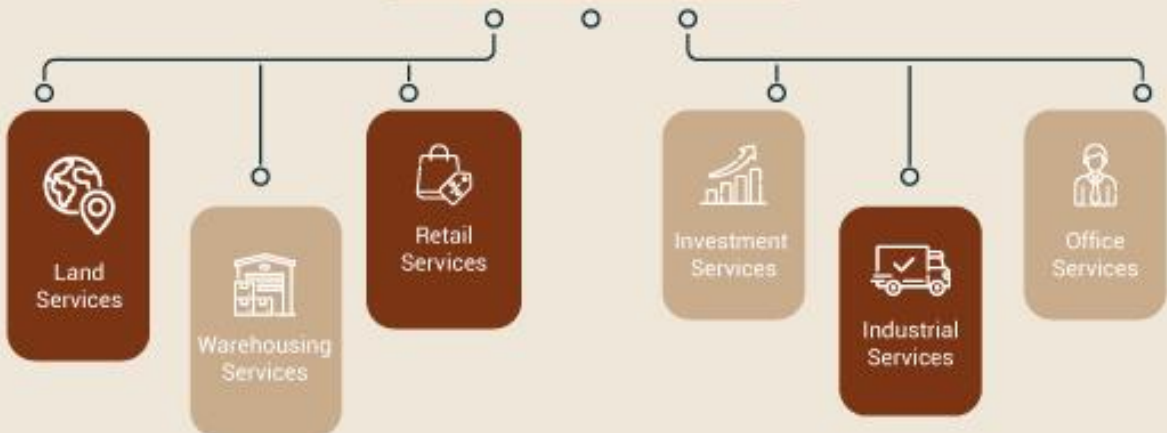 Land
Services
Warehousing
Services
Retail
Services
Investment
Services
Industrial
Services
Office
Services